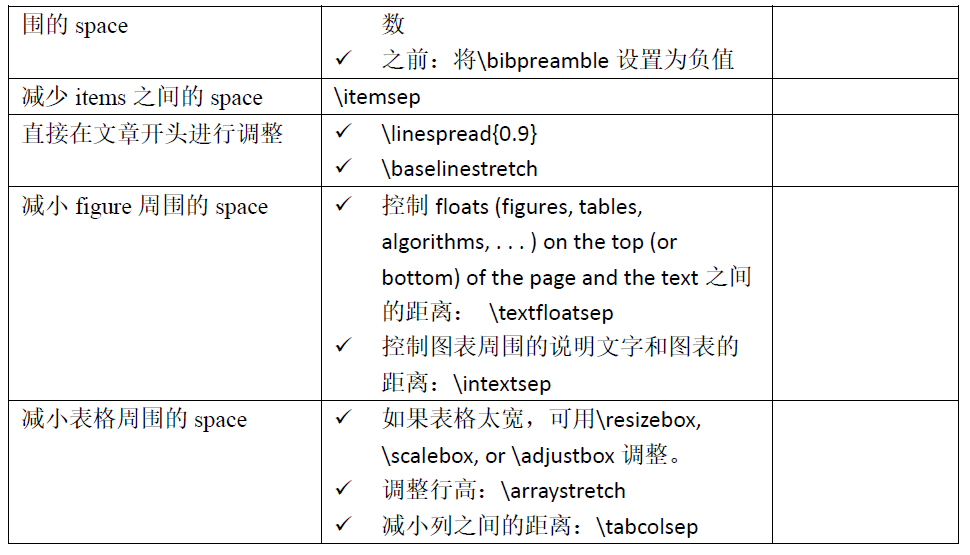 围的 space
数
✓ 之前：将\bibpreamble 设置为负值
减少 items 之间的 space
\itemsep
直接在文章开头进行调整
✓ \linespread{0.9}
✓ \baselinestretch
减小 figure 周围的 space
✓ 控制 floats (figures, tables,
algorithms, . . . ) on the top (or
bottom) of the page and the text 之间
的距离： \textfloatsep
✓ 控制图表周围的说明文字和图表的
距离：\intextsep
减小表格周围的 space
✓ 如果表格太宽，可用\resizebox,
\scalebox, or \adjustbox 调整。
✓ 调整行高：\arraystretch
✓ 减小列之间的距离：\tabcolsep